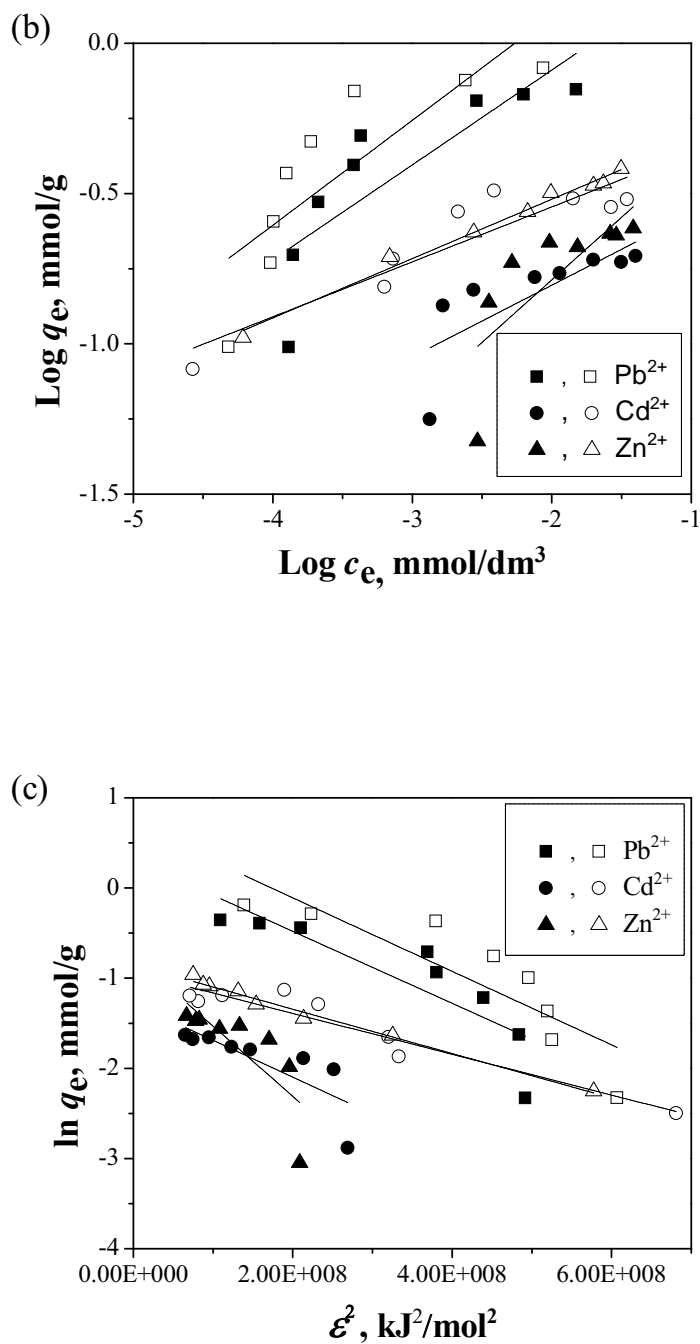 (b)
0.0
-0.5
-1.0
-1.5
Log qe, mmol/g
, Pb2+
, Cd2+
, Zn2+
-5 -4 -3 -2 -1
Log ce, mmol/dm3
(c)
1
0
-1
-2
-3
-4
ln qe, mmol/g
, Pb2+
, Cd2+
, Zn2+
0.00E+000 2.00E+008 4.00E+008 6.00E+008
ε2, kJ2/mol2